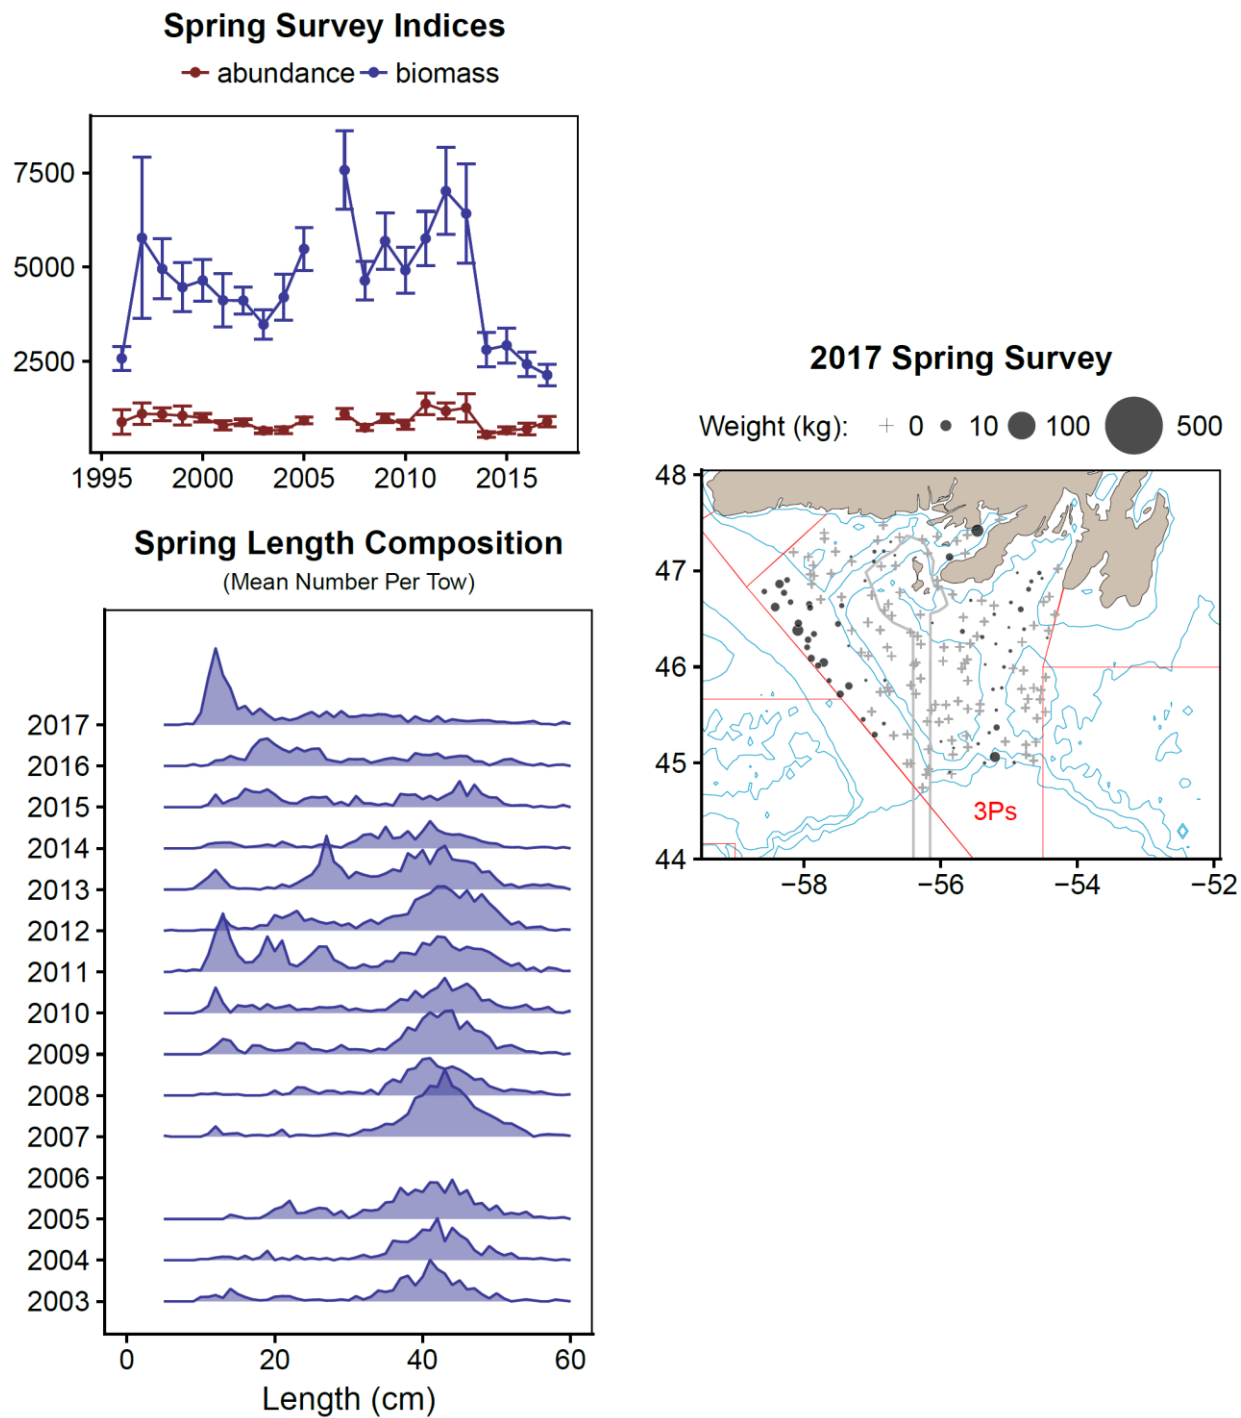 Spring Survey Indices
abundance biomass
7500
5000
2500
1995 2000 2005 2010 2015
Spring Length Composition
(Mean Number Per Tow)
2017
2016
2015
2014
2013
2012
2011
2010
2009
2008
2007
2006
2005
2004
2003
0 20 40 60
Length (cm)
2017 Spring Survey
Weight (kg): 0 10 100 500
48
47
46
45
44
3Ps
−58 −56 −54 −52